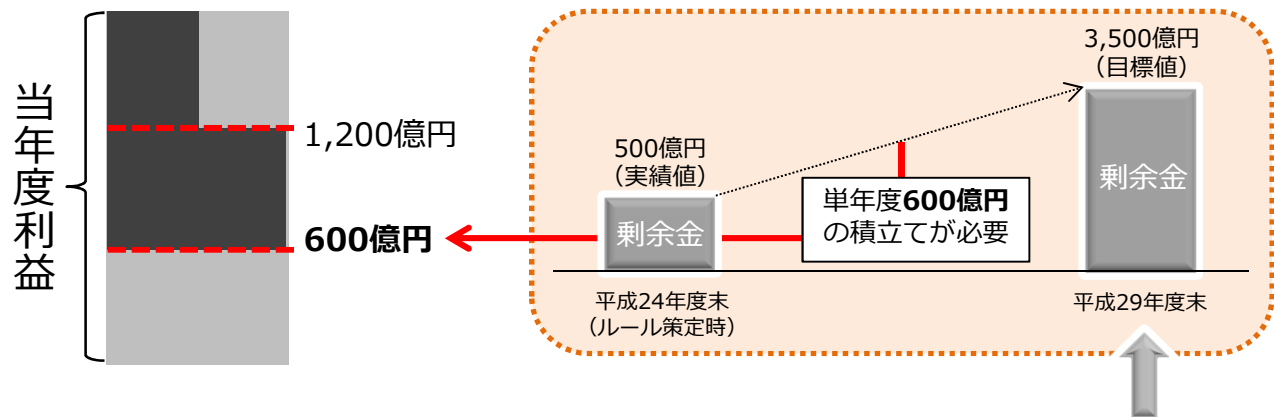 当年度利益
1,200億円
600億円
3,500億円
（目標値）
500億円
（実績値）
剰余金
剰余金
単年度600億円
の積立てが必要
平成24年度末
（ルール策定時）
平成29年度末